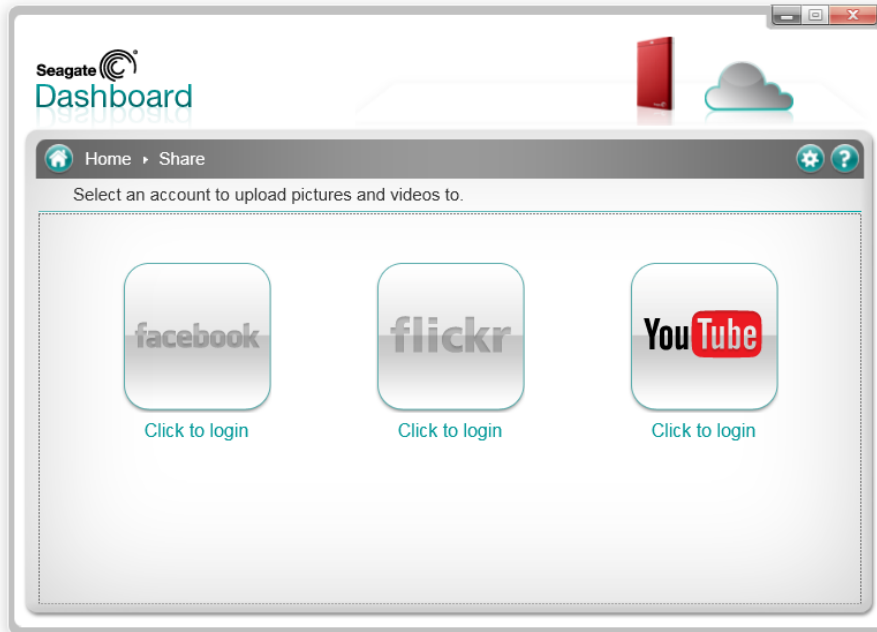 Seagate
Dashboard
Home ▸ Share
?
Select an account to upload pictures and videos to.
facebook
flickr
YouTube
Click to login
Click to login
Click to login